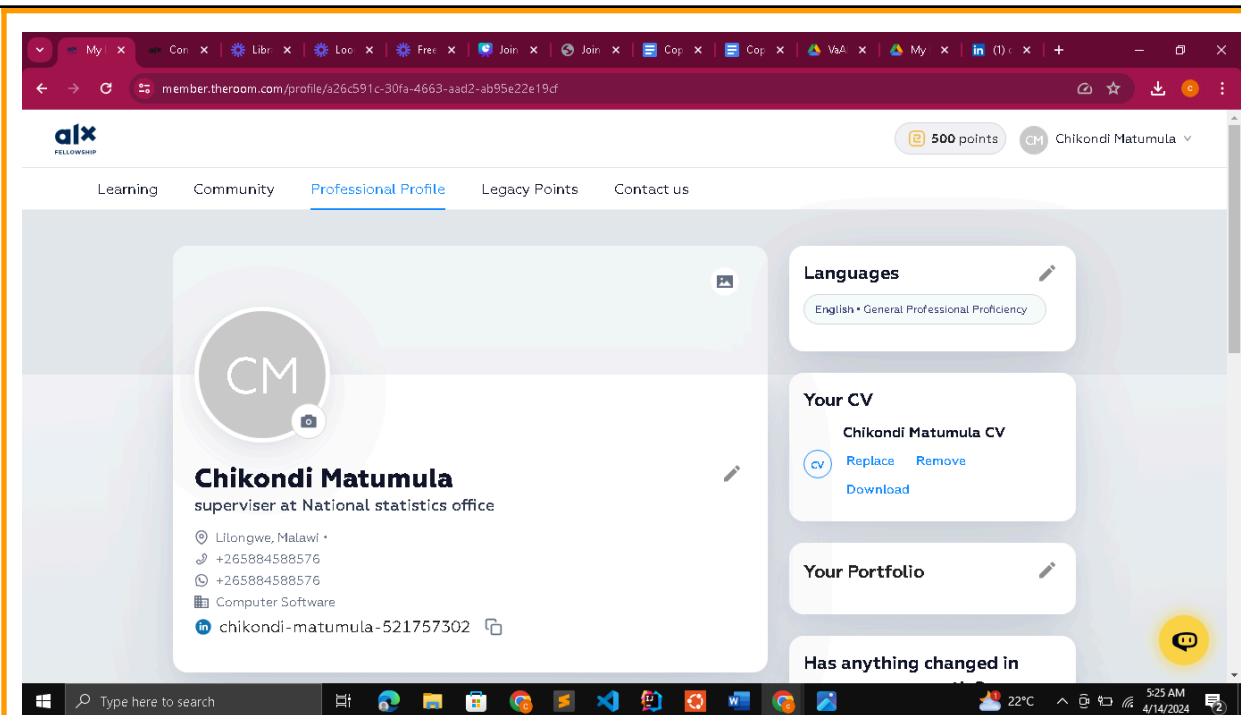 My
Con
Libr
Loo
Free
Join
Join
Cop
Cop
VaA
My
(1)
member.theroom.com/profile/a26c591c-30fa-4663-aad2-ab95e22e19cf
alx
FELLOWSHIP
500 points
CM
Chikondi Matumula
Learning Community Professional Profile Legacy Points Contact us
CM
Chikondi Matumula
superviser at National statistics office
Lilongwe, Malawi •
+265884588576
+265884588576
Computer Software
in chikondi-matumula-521757302
Languages
English • General Professional Proficiency
Your CV
Chikondi Matumula CV
CV
Replace Remove
Download
Your Portfolio
Has anything changed in
Type here to search
22°C
5:25 AM
4/14/2024
2